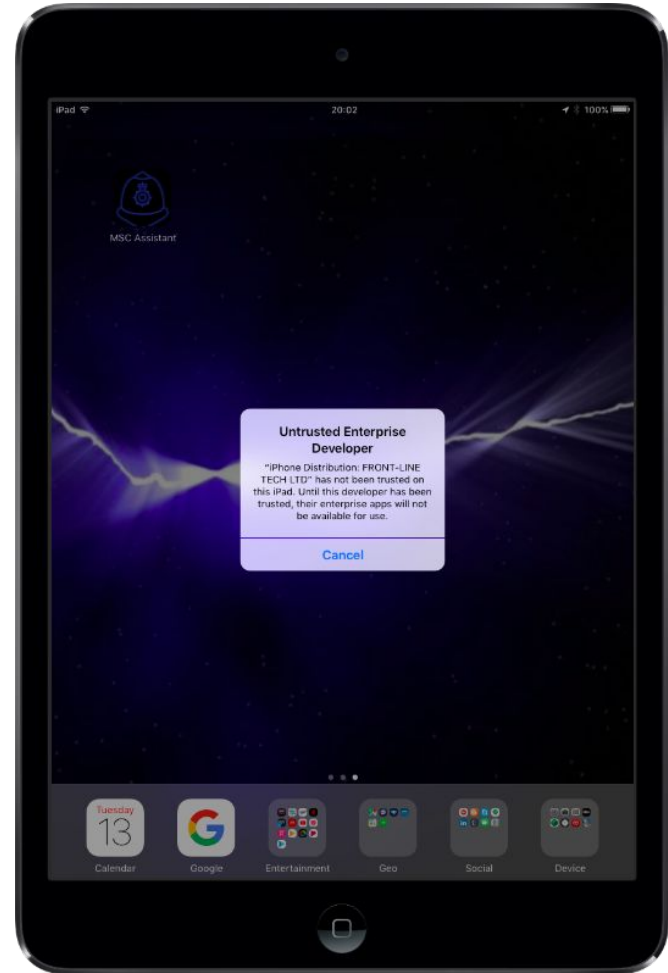 iPad
20:02
100%
MSC Assistant
Untrusted Enterprise
Developer
"iPhone Distribution: FRONT-LINE
TECH LTD" has not been trusted on
this iPad. Until this developer has been
trusted, their enterprise apps will not
be available for use.
Cancel
Tuesday
13
G
Calendar
Google
Entertainment
Geo
Social
Device